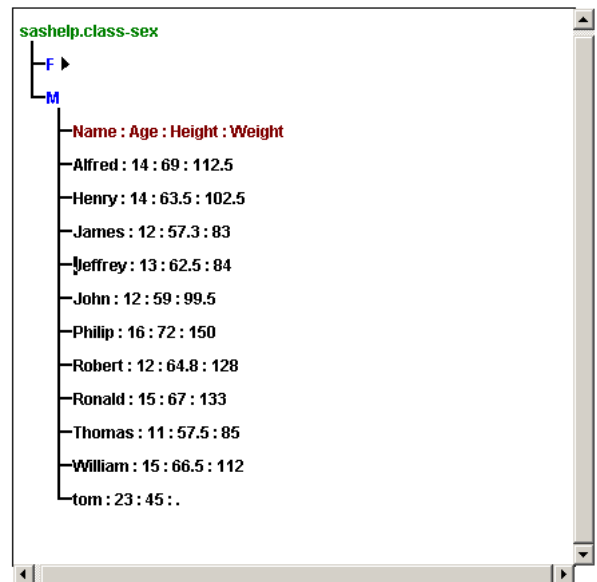 sashelp.class-sex
F
M
Name : Age : Height : Weight
Alfred : 14 : 69 : 112.5
Henry : 14 : 63.5 : 102.5
James : 12 : 57.3 : 83
Jeffrey : 13 : 62.5 : 84
John : 12 : 59 : 99.5
Philip : 16 : 72 : 150
Robert : 12 : 64.8 : 128
Ronald : 15 : 67 : 133
Thomas : 11 : 57.5 : 85
William : 15 : 66.5 : 112
tom : 23 : 45 : .